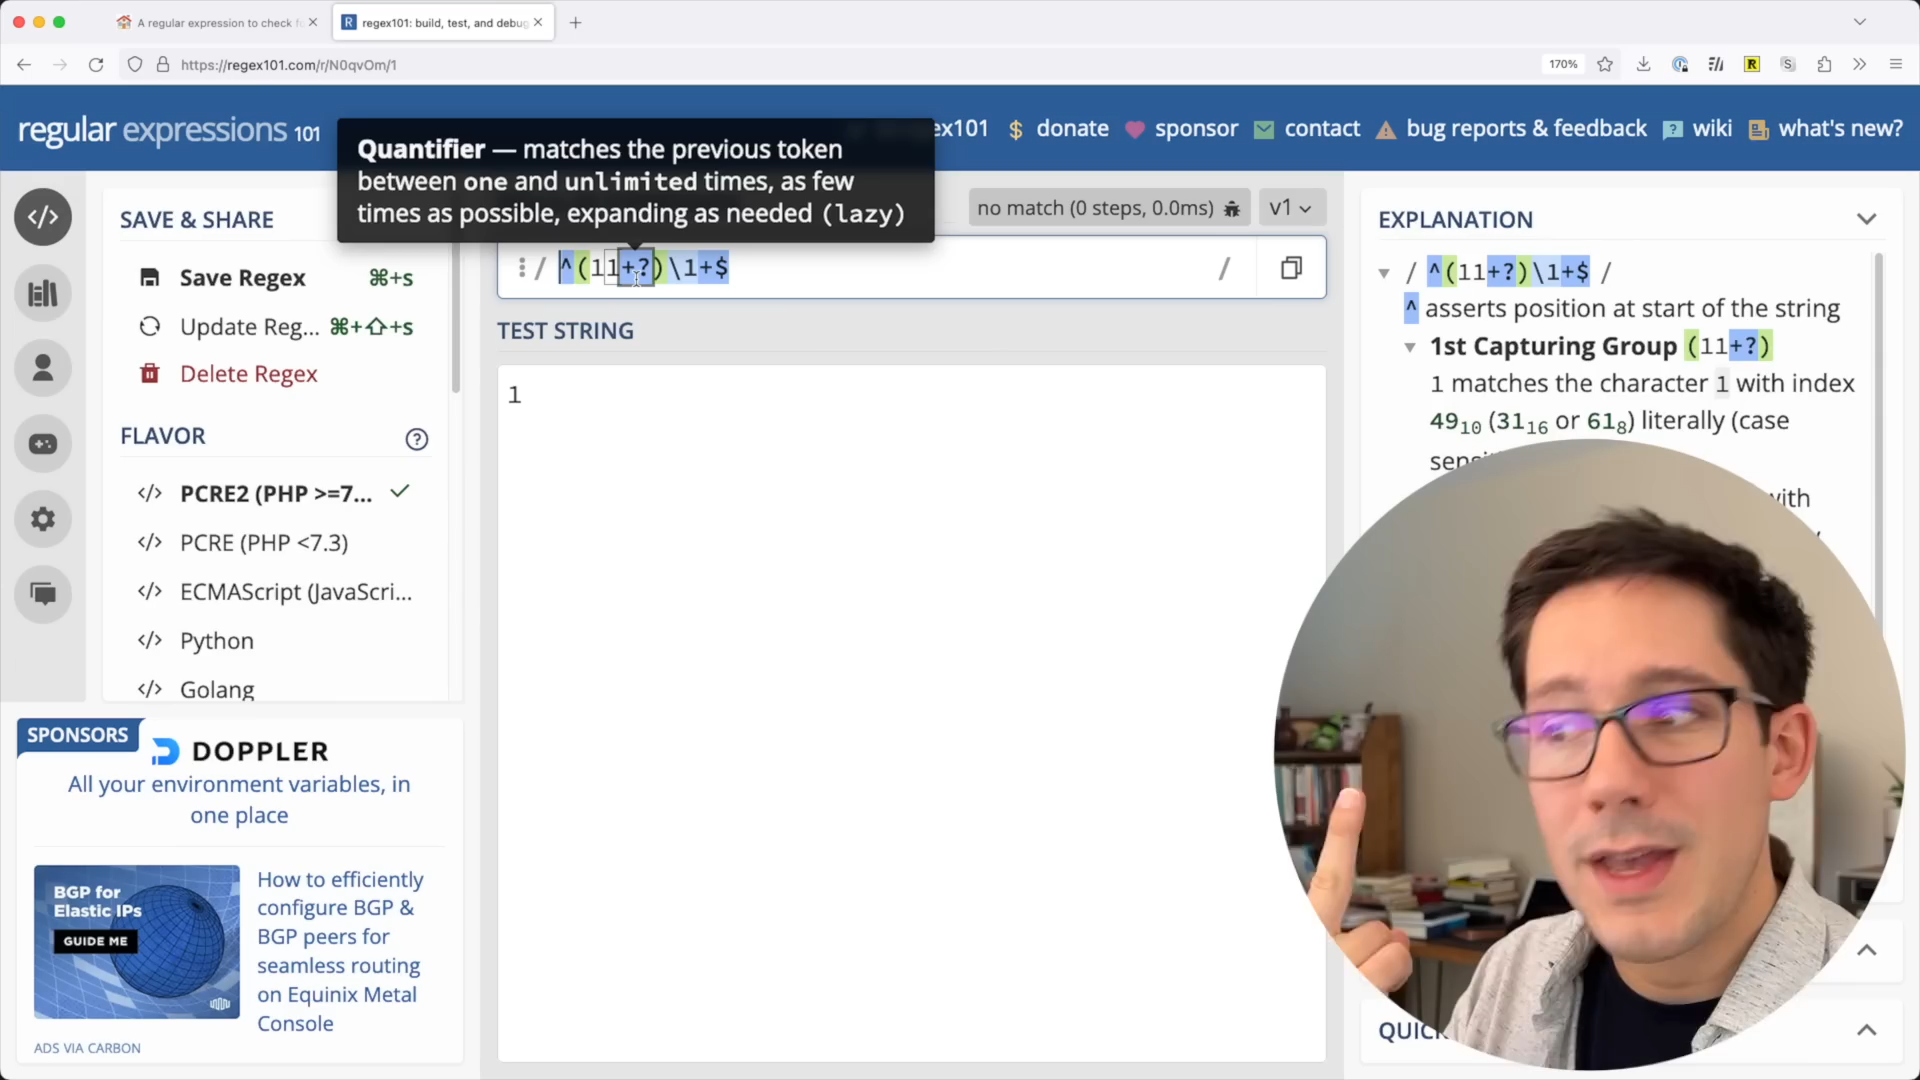 A regular expression to check f
regex101: build, test, and debug
https://regex101.com/r/N0qvOm/1
170%
regular expressions 101
ex101
$ donate
sponsor
contact
bug reports & feedback
wiki
what's new?
Quantifier — matches the previous token
between one and unlimited times, as few
times as possible, expanding as needed (lazy)
SAVE & SHARE
Save Regex ⌘+s
Update Reg... ⌘+⇧+s
Delete Regex
FLAVOR
</> PCRE2 (PHP >=7...
</> PCRE (PHP <7.3)
</> ECMAScript (JavaScri...
</> Python
</> Golang
SPONSORS
DOPPLER
All your environment variables, in
one place
BGP for
Elastic IPs
GUIDE ME
How to efficiently
configure BGP &
BGP peers for
seamless routing
on Equinix Metal
Console
ADS VIA CARBON
no match (0 steps, 0.0ms)
v1
/ ^(11+?)\1+$ /
TEST STRING
1
EXPLANATION
/ ^(11+?)\1+$ /
^ asserts position at start of the string
1st Capturing Group (11+?)
1 matches the character 1 with index
49₁₀ (31₁₆ or 61₈) literally (case
with